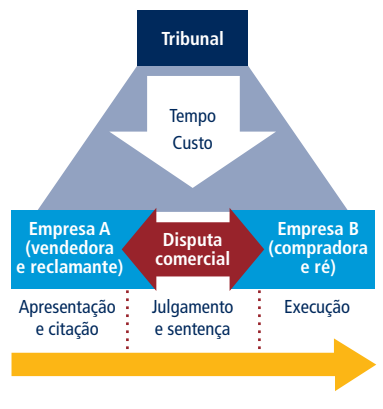 Tribunal
Tempo
Custo
Empresa A
(vendedora
e reclamante)
Disputa
comercial
Empresa B
(compradora
e ré)
Apresentação
e citação
Julgamento
e sentença
Execução